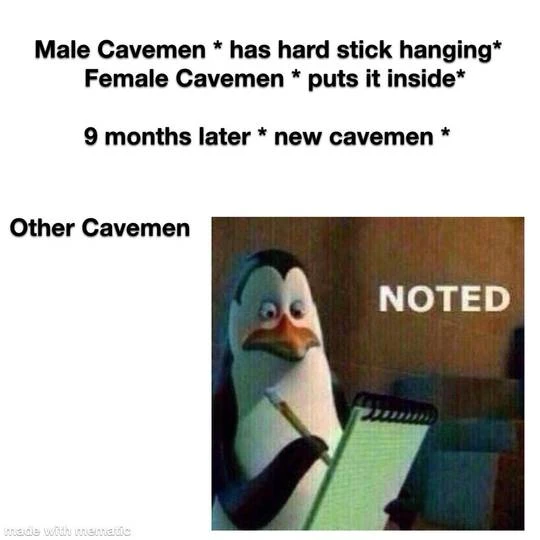 Male Cavemen * has hard stick hanging*
Female Cavemen * puts it inside*
9 months later * new cavemen *
Other Cavemen
NOTED
made with mematic